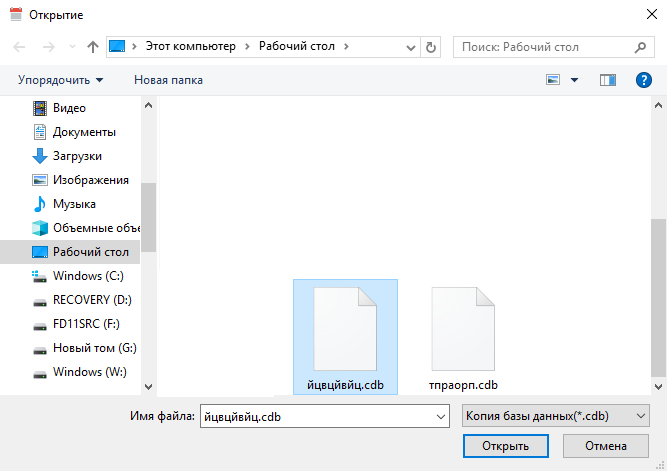 Открытие
Этот компьютер
Рабочий стол
Поиск: Рабочий стол
Упорядочить
Новая папка
?
Видео
Документы
Загрузки
Изображения
Музыка
Объемные объе
Рабочий стол
Windows (C:)
RECOVERY (D:)
FD11SRC (F:)
Новый том (G:)
Windows (W:)
йцвцйвйц.cdb
тпраорп.cdb
Имя файла:
йцвцйвйц.cdb
Копия базы данных(*.cdb)
Открыть
Отмена